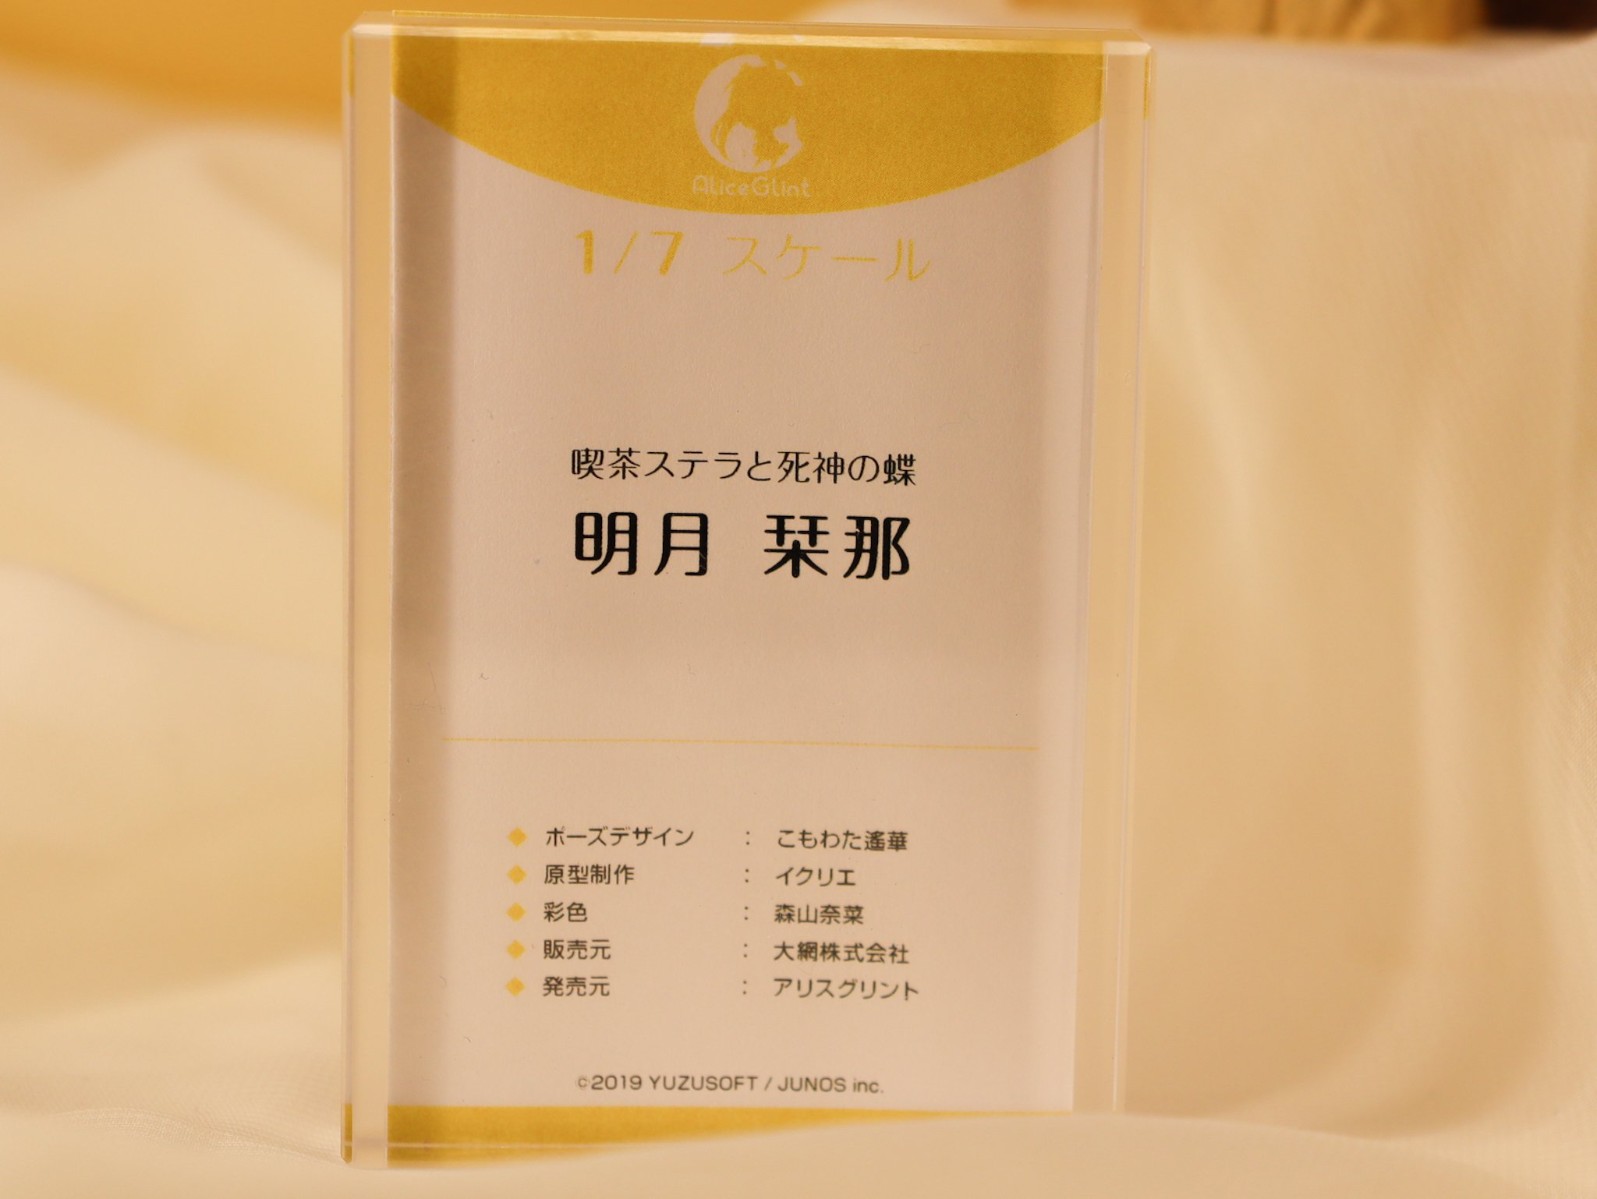 AliceGlint
1/7 スケール
喫茶ステラと死神の蝶
明月 栞那
◆ ポーズデザイン : こもわた遙華
◆ 原型制作 : イクリエ
◆ 彩色 : 森山奈菜
◆ 販売元 : 大網株式会社
◆ 発売元 : アリスグリント
©2019 YUZUSOFT / JUNOS inc.